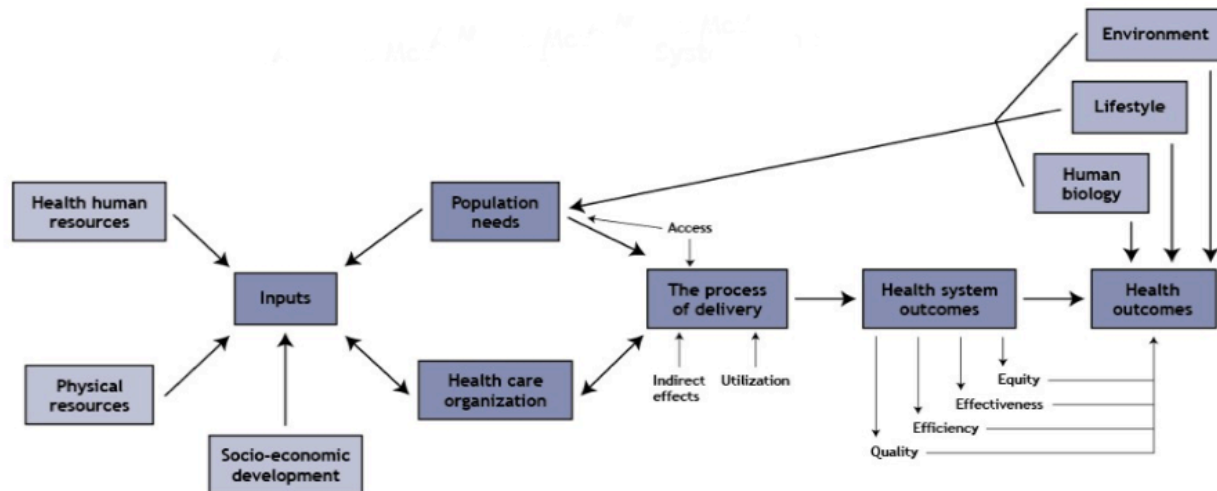 Environment
Lifestyle
Human
biology
Health human
resources
Population
needs
Access
Inputs
The process
of delivery
Health system
outcomes
Health
outcomes
Physical
resources
Health care
organization
Indirect
effects
Utilization
Equity
Effectiveness
Efficiency
Quality
Socio-economic
development